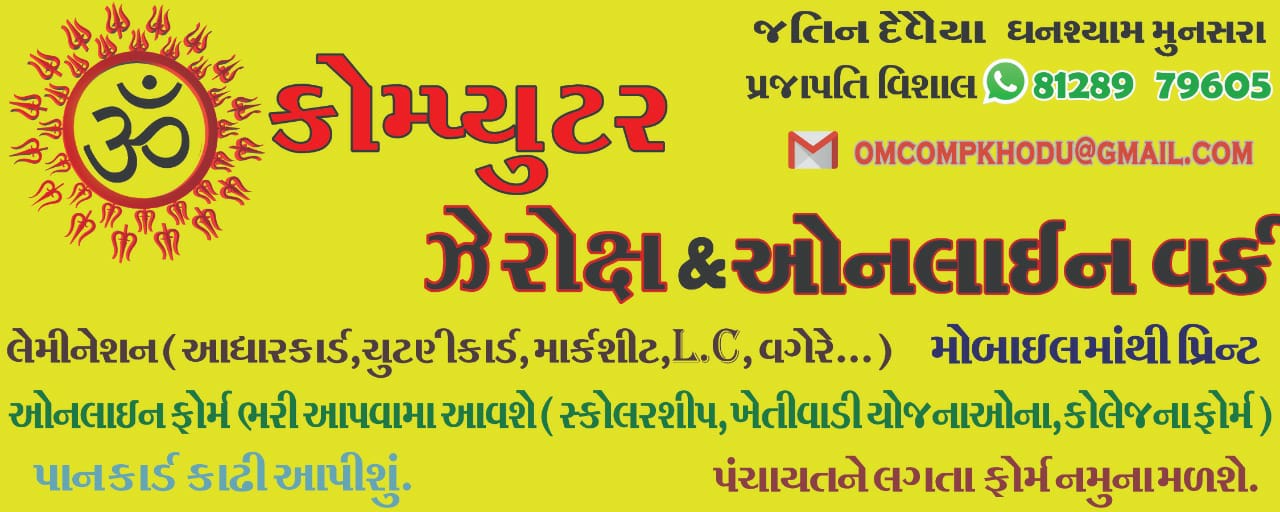 જતિન દેવૈયા ઘનશ્યામ મુનસરા
પ્રજાપતિ વિશાલ 81289 79605
OMCOMPKHODU@GMAIL.COM
ૐ કોમ્પ્યુટર
ઝેરોક્ષ & ઓનલાઈન વર્ક
લેમીનેશન ( આધારકાર્ડ,ચુટણીકાર્ડ,માર્કશીટ,L.C, વગેરે... ) મોબાઇલમાંથી પ્રિન્ટ
ઓનલાઇન ફોર્મ ભરી આપવામા આવશે ( સ્કોલરશીપ,ખેતીવાડી યોજનાઓના,કોલેજના ફોર્મ )
પાનકાર્ડ કાઢી આપીશું. પંચાયતને લગતા ફોર્મ નમુના મળશે.